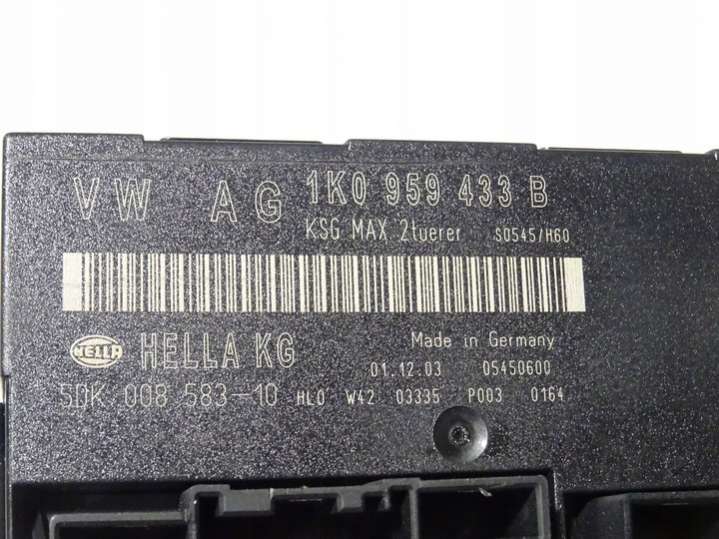 VW AG 1K0 959 433 B
KSG MAX 2tuerer S0545/H60
HELLA HELLA KG Made in Germany
01.12.03 05450600
5DK 008 583-10 HL0 W42 03335 P003 0164